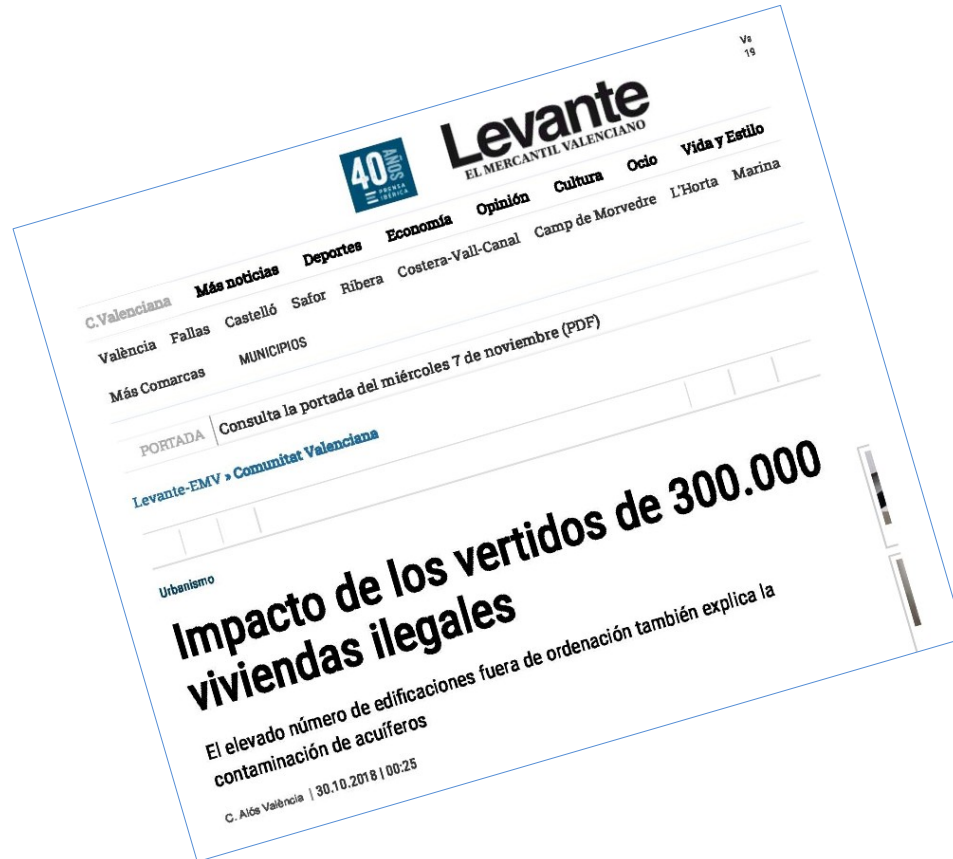 Va
19
40
AÑOS
PRENSA
IBÉRICA
Levante
EL MERCANTIL VALENCIANO
C.Valenciana Más noticias Deportes Economía Opinión Cultura Ocio Vida y Estilo
València Fallas Castelló Safor Ribera Costera-Vall-Canal Camp de Morvedre L'Horta Marina
Más Comarcas MUNICIPIOS
PORTADA Consulta la portada del miércoles 7 de noviembre (PDF)
Levante-EMV » Comunitat Valenciana
Urbanismo
Impacto de los vertidos de 300.000
viviendas ilegales
El elevado número de edificaciones fuera de ordenación también explica la
contaminación de acuíferos
C. Alós València | 30.10.2018 | 00:25